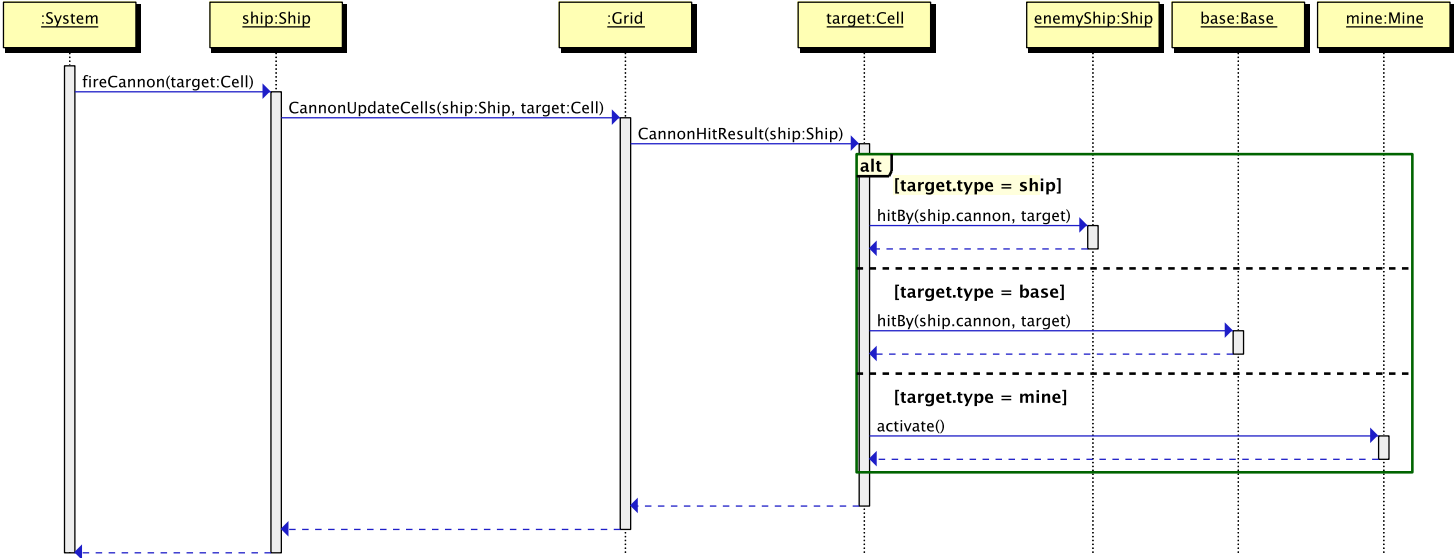 :System
ship:Ship
:Grid
target:Cell
enemyShip:Ship
base:Base
mine:Mine
fireCannon(target:Cell)
CannonUpdateCells(ship:Ship, target:Cell)
CannonHitResult(ship:Ship)
alt
[target.type = ship]
hitBy(ship.cannon, target)
[target.type = base]
hitBy(ship.cannon, target)
[target.type = mine]
activate()